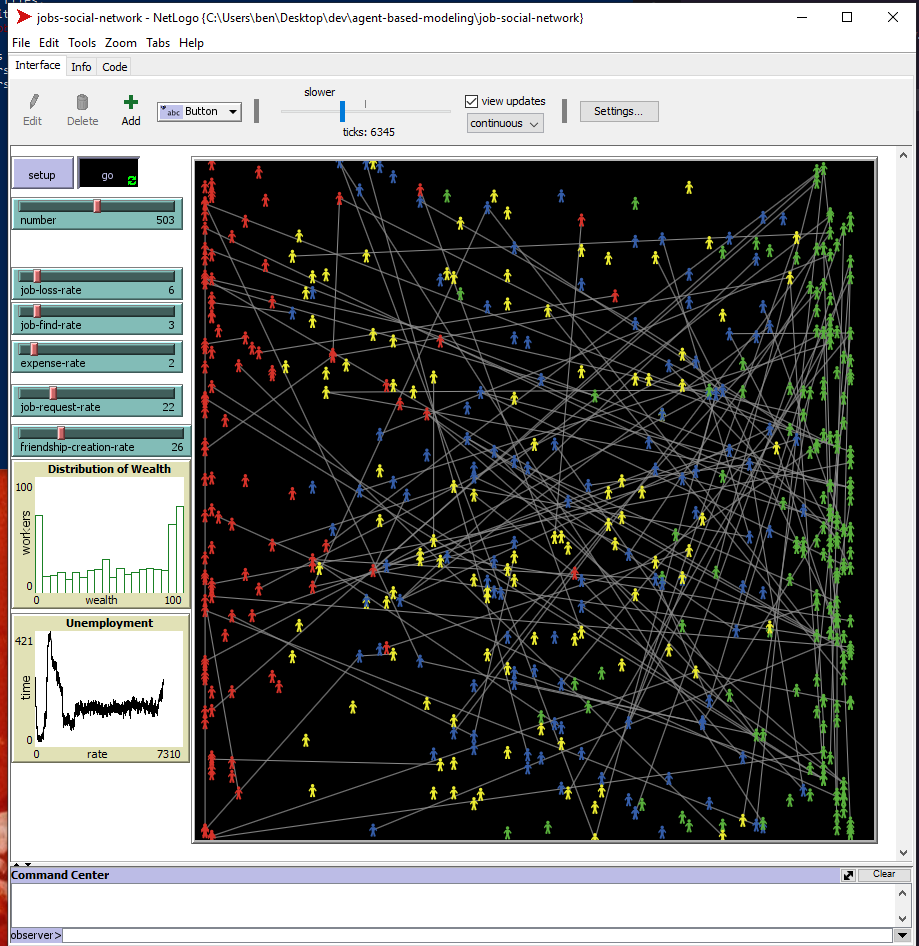 jobs-social-network - NetLogo {C:\Users\ben\Desktop\dev\agent-based-modeling\job-social-network}
File Edit Tools Zoom Tabs Help
Interface Info Code
Edit Delete Add
abc Button
slower
ticks: 6345
view updates
continuous
Settings...
setup go
number 503
job-loss-rate 6
job-find-rate 3
expense-rate 2
job-request-rate 22
friendship-creation-rate 26
Distribution of Wealth
100
workers
0
0 wealth 100
Unemployment
421
time
0
0 rate 7310
Command Center
Clear
observer>